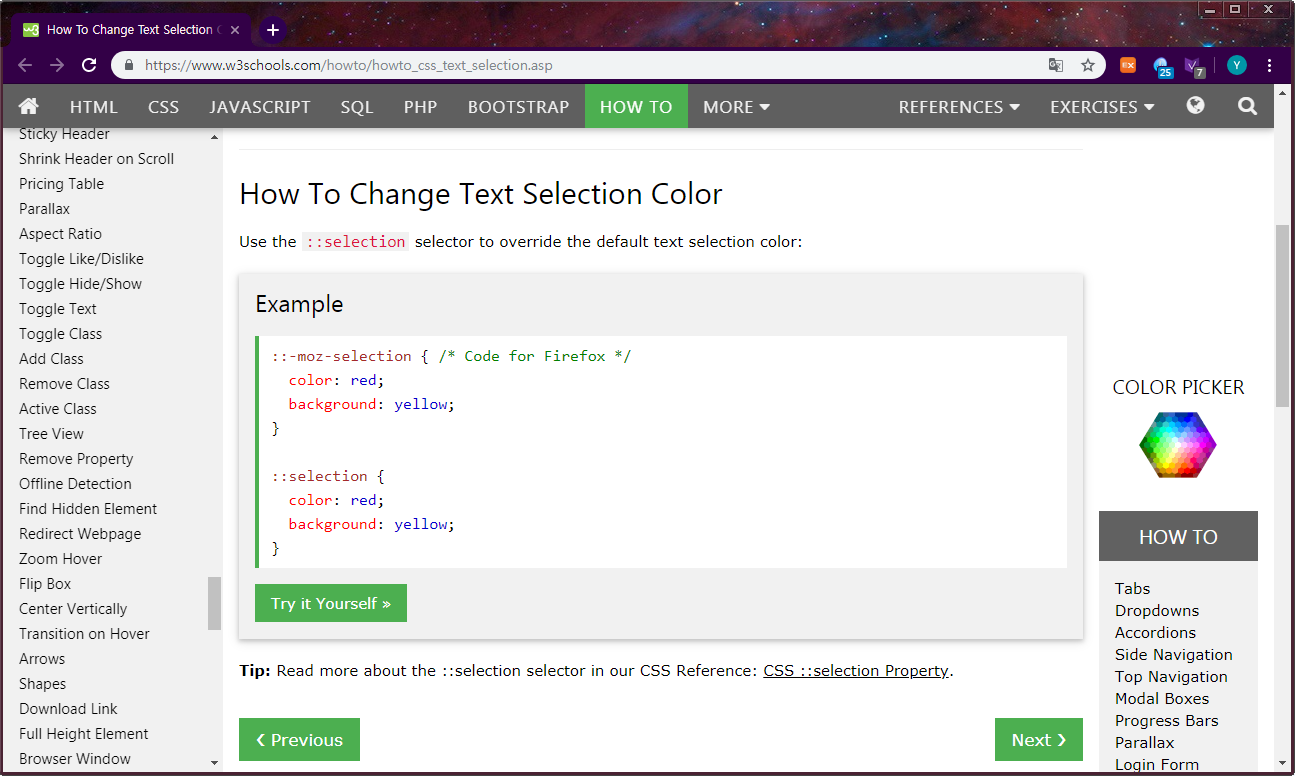 How To Change Text Selection C
https://www.w3schools.com/howto/howto_css_text_selection.asp
EX
25
7
Y
HTML CSS JAVASCRIPT SQL PHP BOOTSTRAP HOW TO MORE REFERENCES EXERCISES
Sticky Header
Shrink Header on Scroll
Pricing Table
Parallax
Aspect Ratio
Toggle Like/Dislike
Toggle Hide/Show
Toggle Text
Toggle Class
Add Class
Remove Class
Active Class
Tree View
Remove Property
Offline Detection
Find Hidden Element
Redirect Webpage
Zoom Hover
Flip Box
Center Vertically
Transition on Hover
Arrows
Shapes
Download Link
Full Height Element
Browser Window
How To Change Text Selection Color
Use the ::selection selector to override the default text selection color:
Example
::-moz-selection { /* Code for Firefox */
color: red;
background: yellow;
}
::selection {
color: red;
background: yellow;
}
Try it Yourself »
Tip: Read more about the ::selection selector in our CSS Reference: CSS ::selection Property.
❮ Previous
Next ❯
COLOR PICKER
HOW TO
Tabs
Dropdowns
Accordions
Side Navigation
Top Navigation
Modal Boxes
Progress Bars
Parallax
Login Form